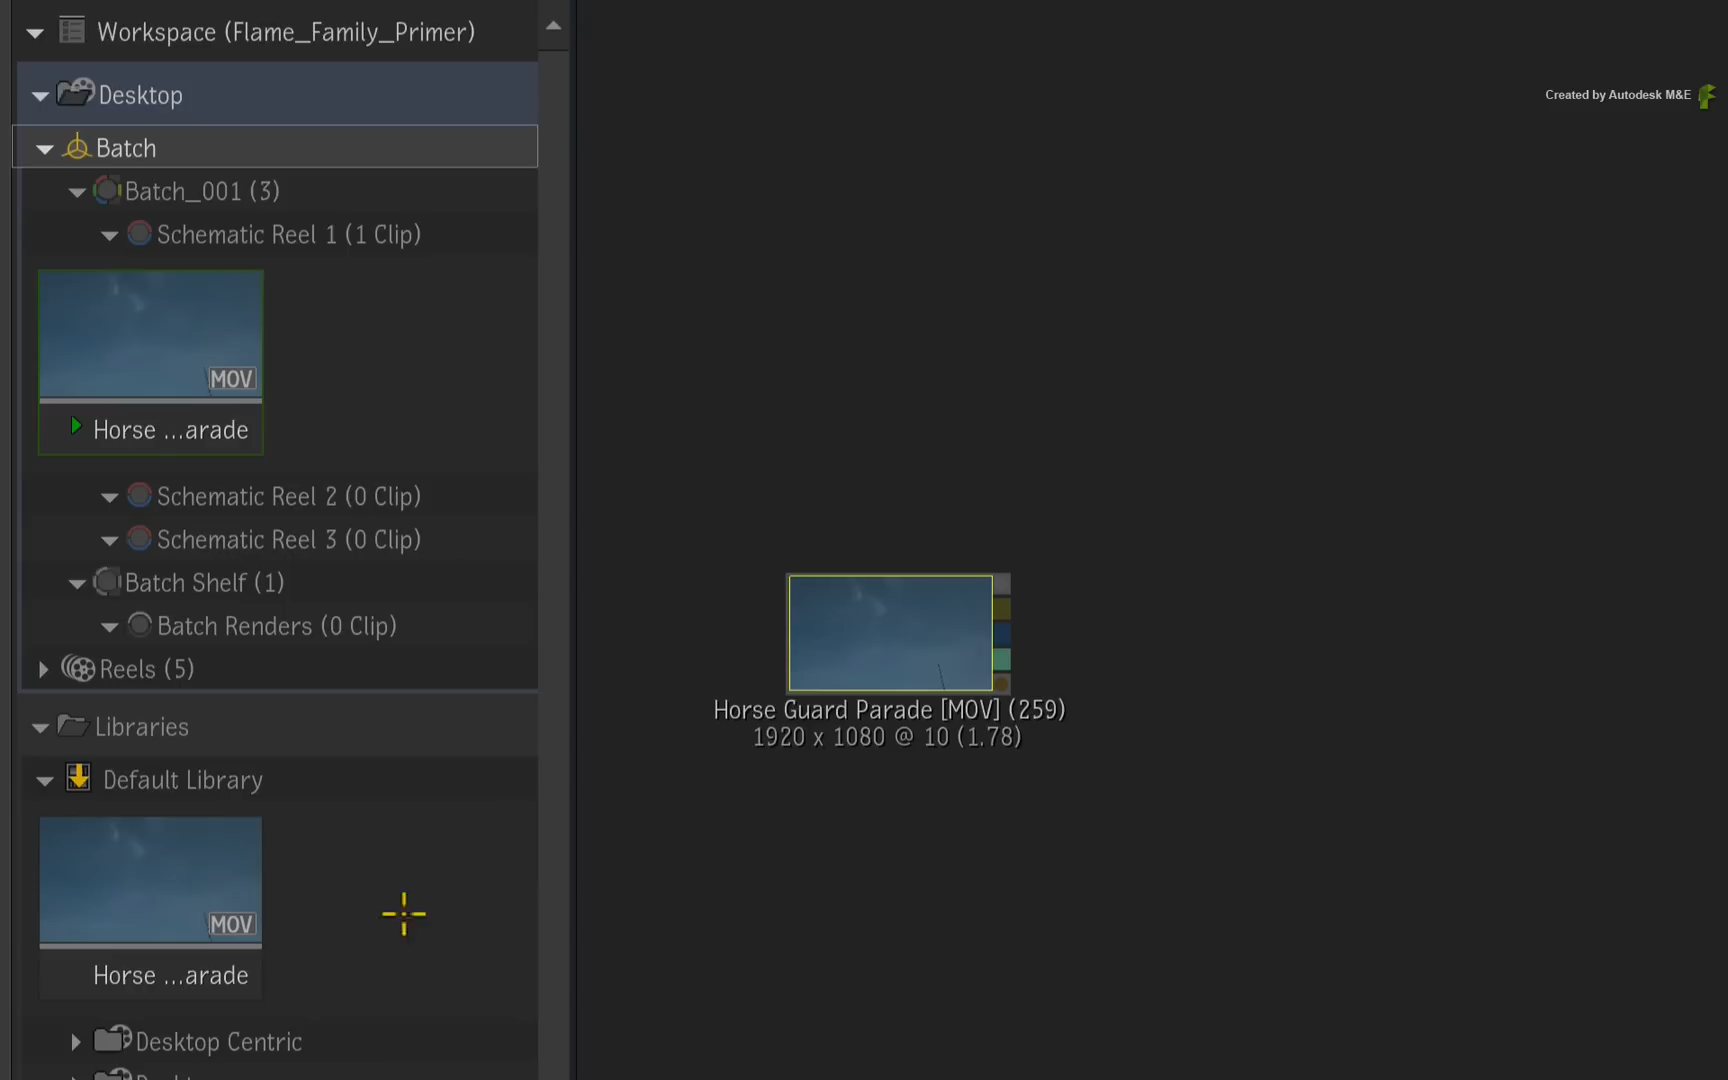 Workspace (Flame_Family_Primer)
Desktop
Created by Autodesk M&E
Batch
Batch_001 (3)
Schematic Reel 1 (1 Clip)
MOV
Horse ...arade
Schematic Reel 2 (0 Clip)
Schematic Reel 3 (0 Clip)
Batch Shelf (1)
Batch Renders (0 Clip)
Reels (5)
Horse Guard Parade [MOV] (259)
1920 x 1080 @ 10 (1.78)
Libraries
Default Library
MOV
Horse ...arade
Desktop Centric